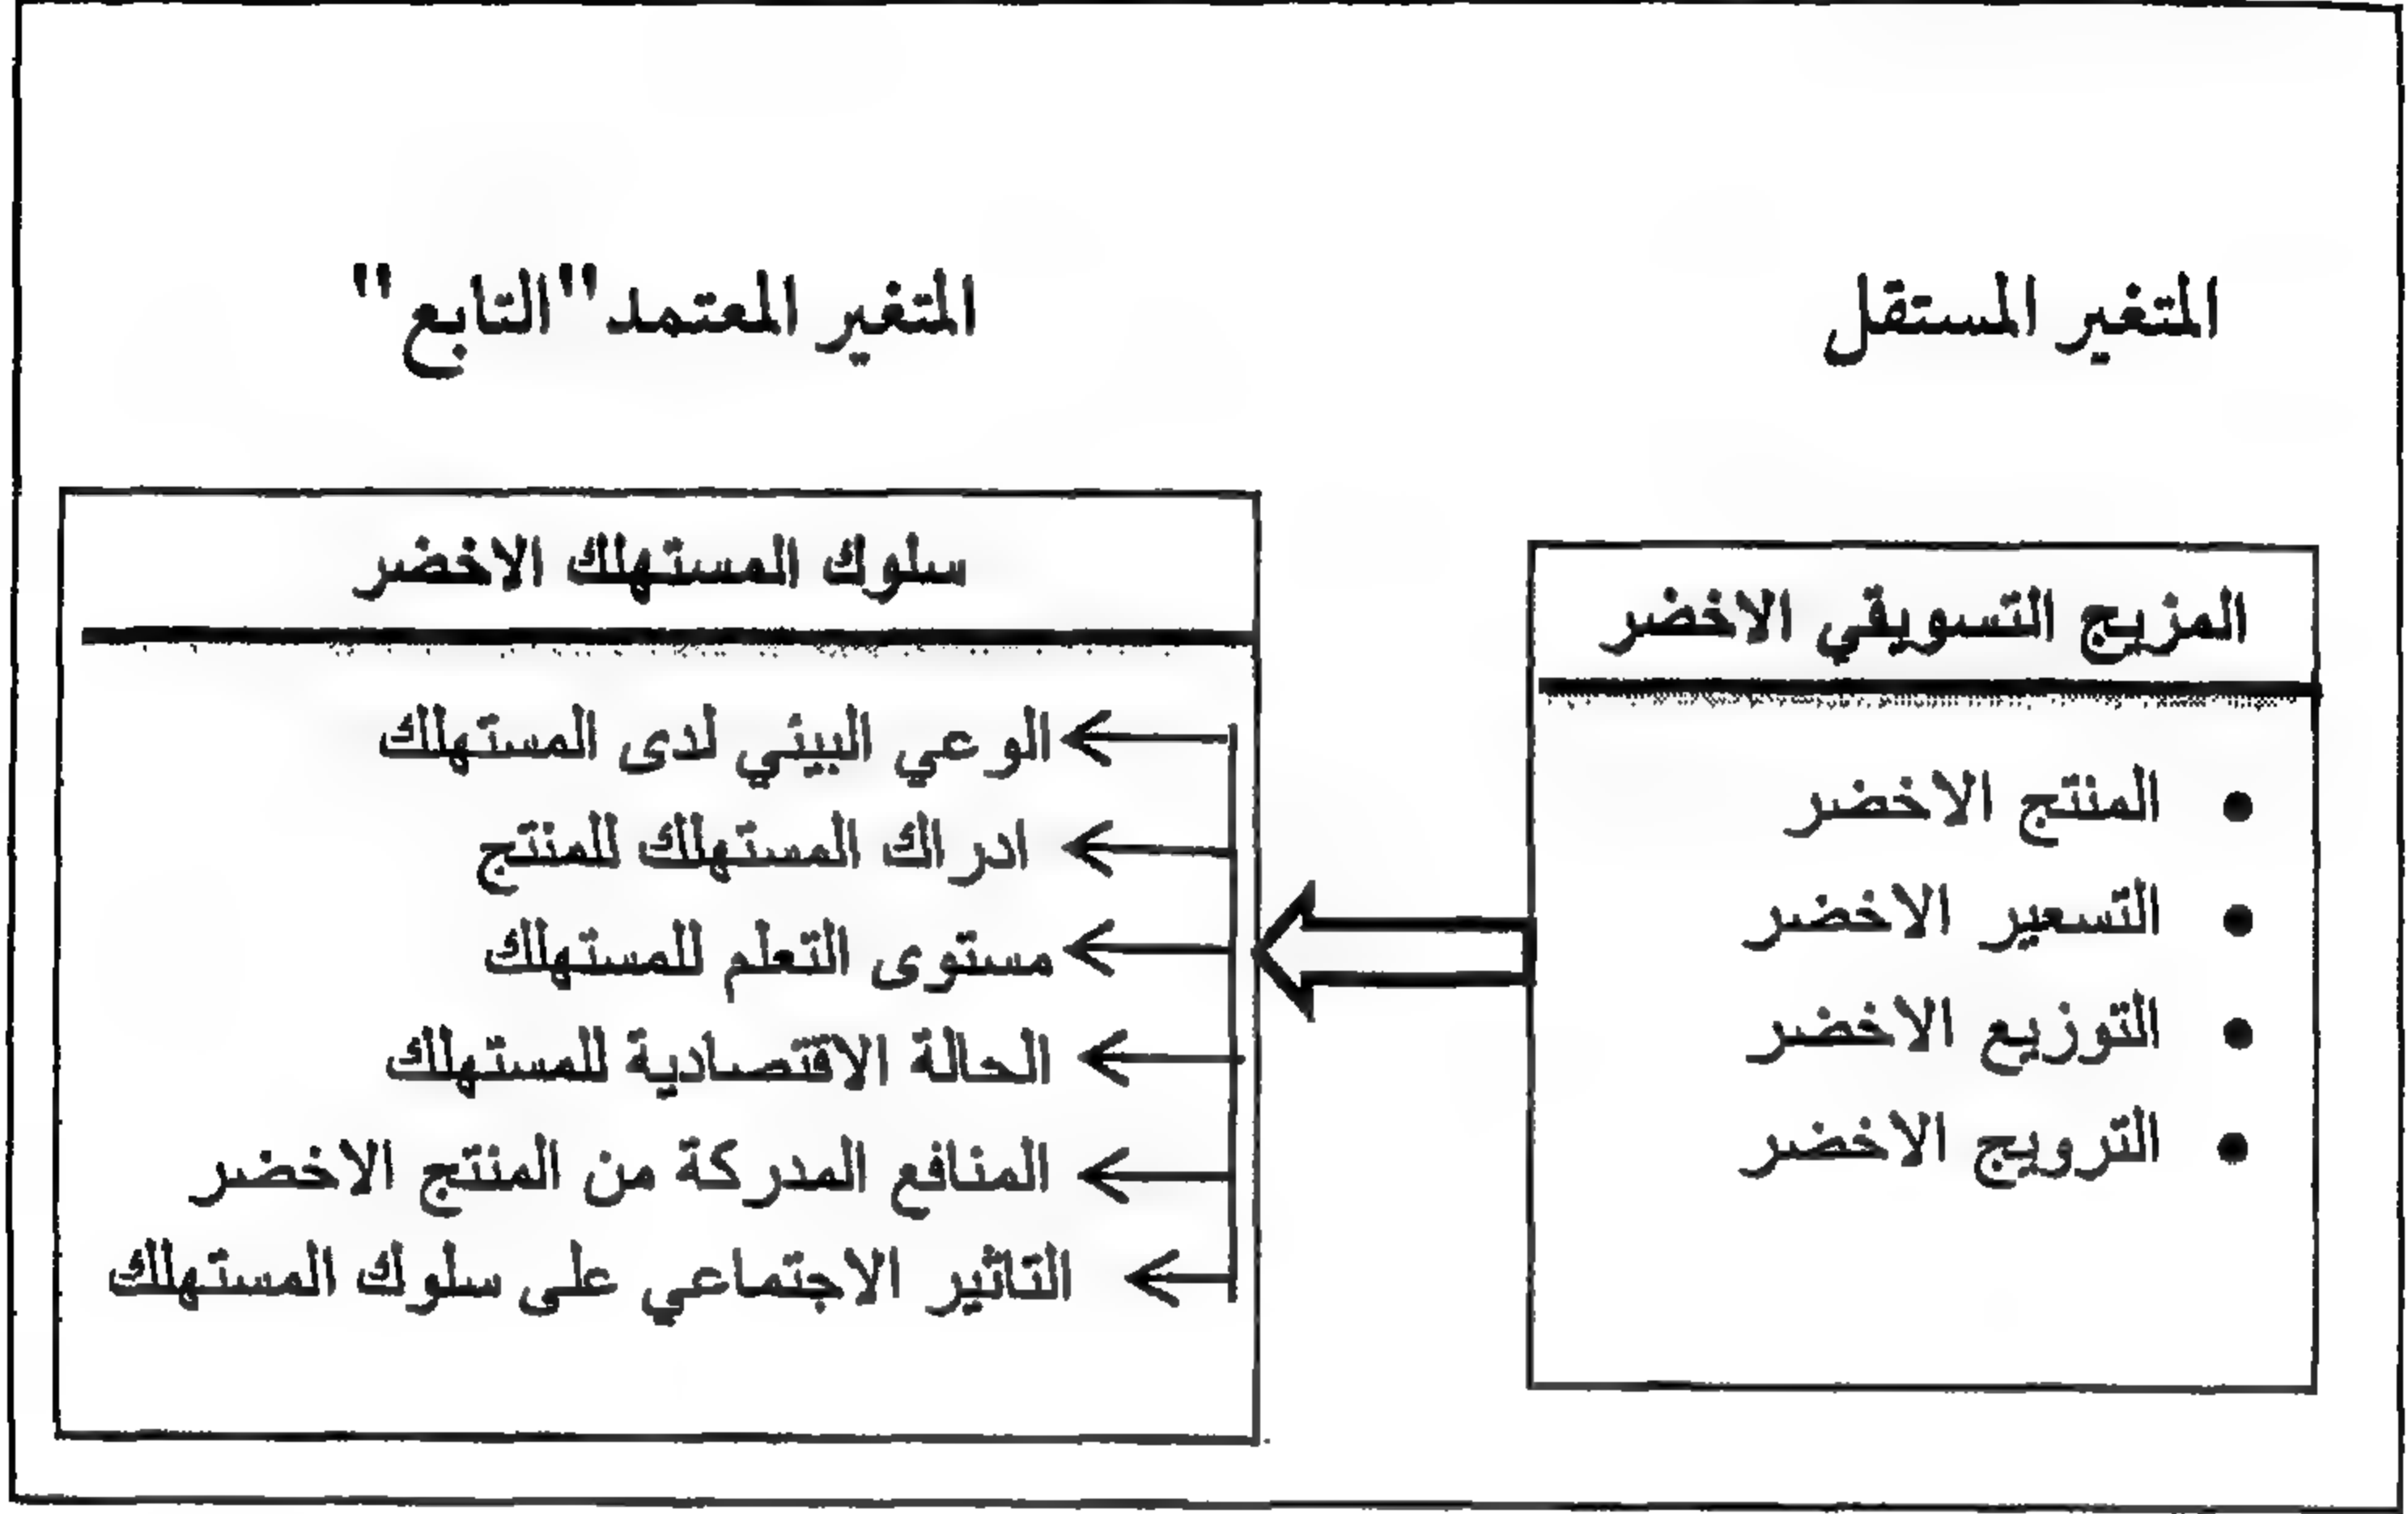 المتغير المستقل
المتغير المعتمد "التابع"
المزيج التسويقي الاخضر
• المنتج الاخضر
• التسعير الاخضر
• التوزيع الاخضر
• الترويج الاخضر
سلوك المستهلك الاخضر
الوعي البيئي لدى المستهلك
ادراك المستهلك للمنتج
مستوى التعلم للمستهلك
الحالة الاقتصادية للمستهلك
المنافع المدركة من المنتج الاخضر
التاثير الاجتماعي على سلوك المستهلك